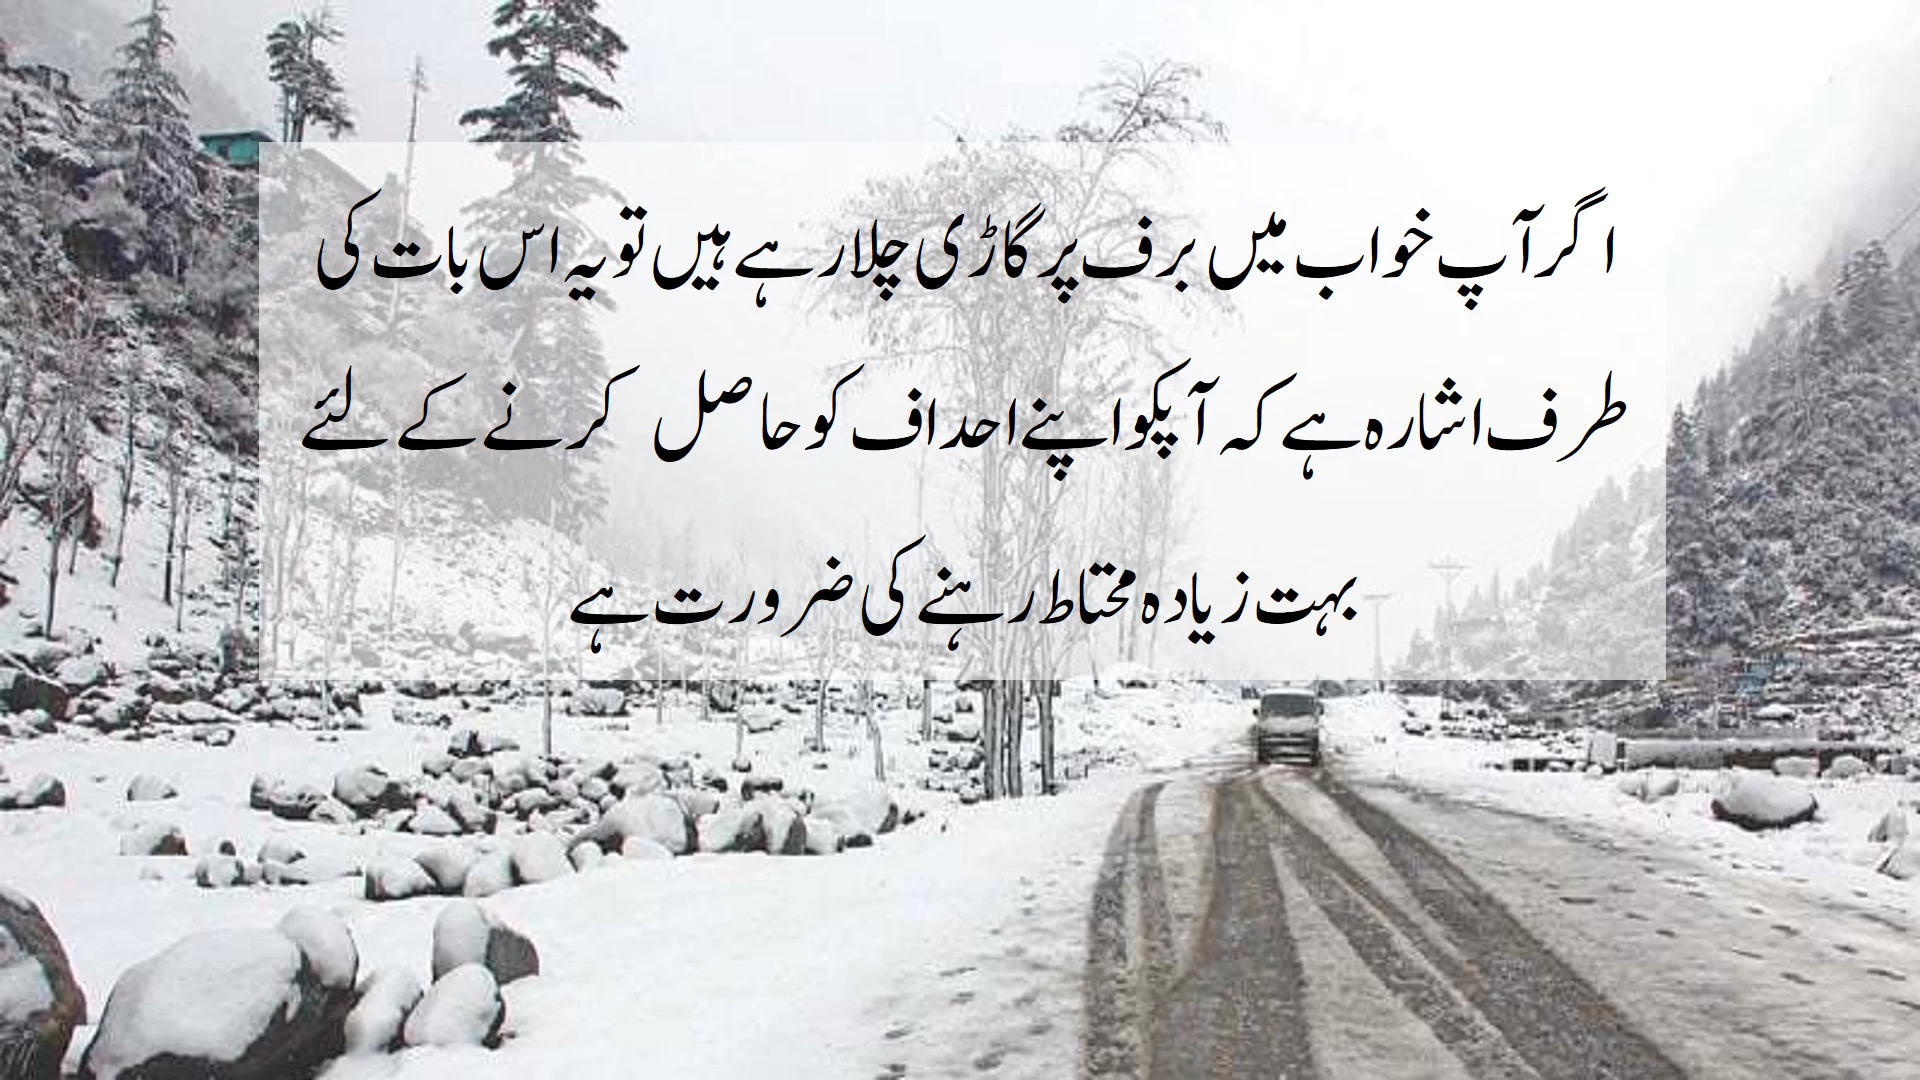 اگر آپ خواب میں برف پر گاڑی چلا رہے ہیں تو یہ اس بات کی
طرف اشارہ ہے کہ آپکو اپنے احداف کو حاصل کرنے کے لئے
بہت زیادہ محتاط رہنے کی ضرورت ہے